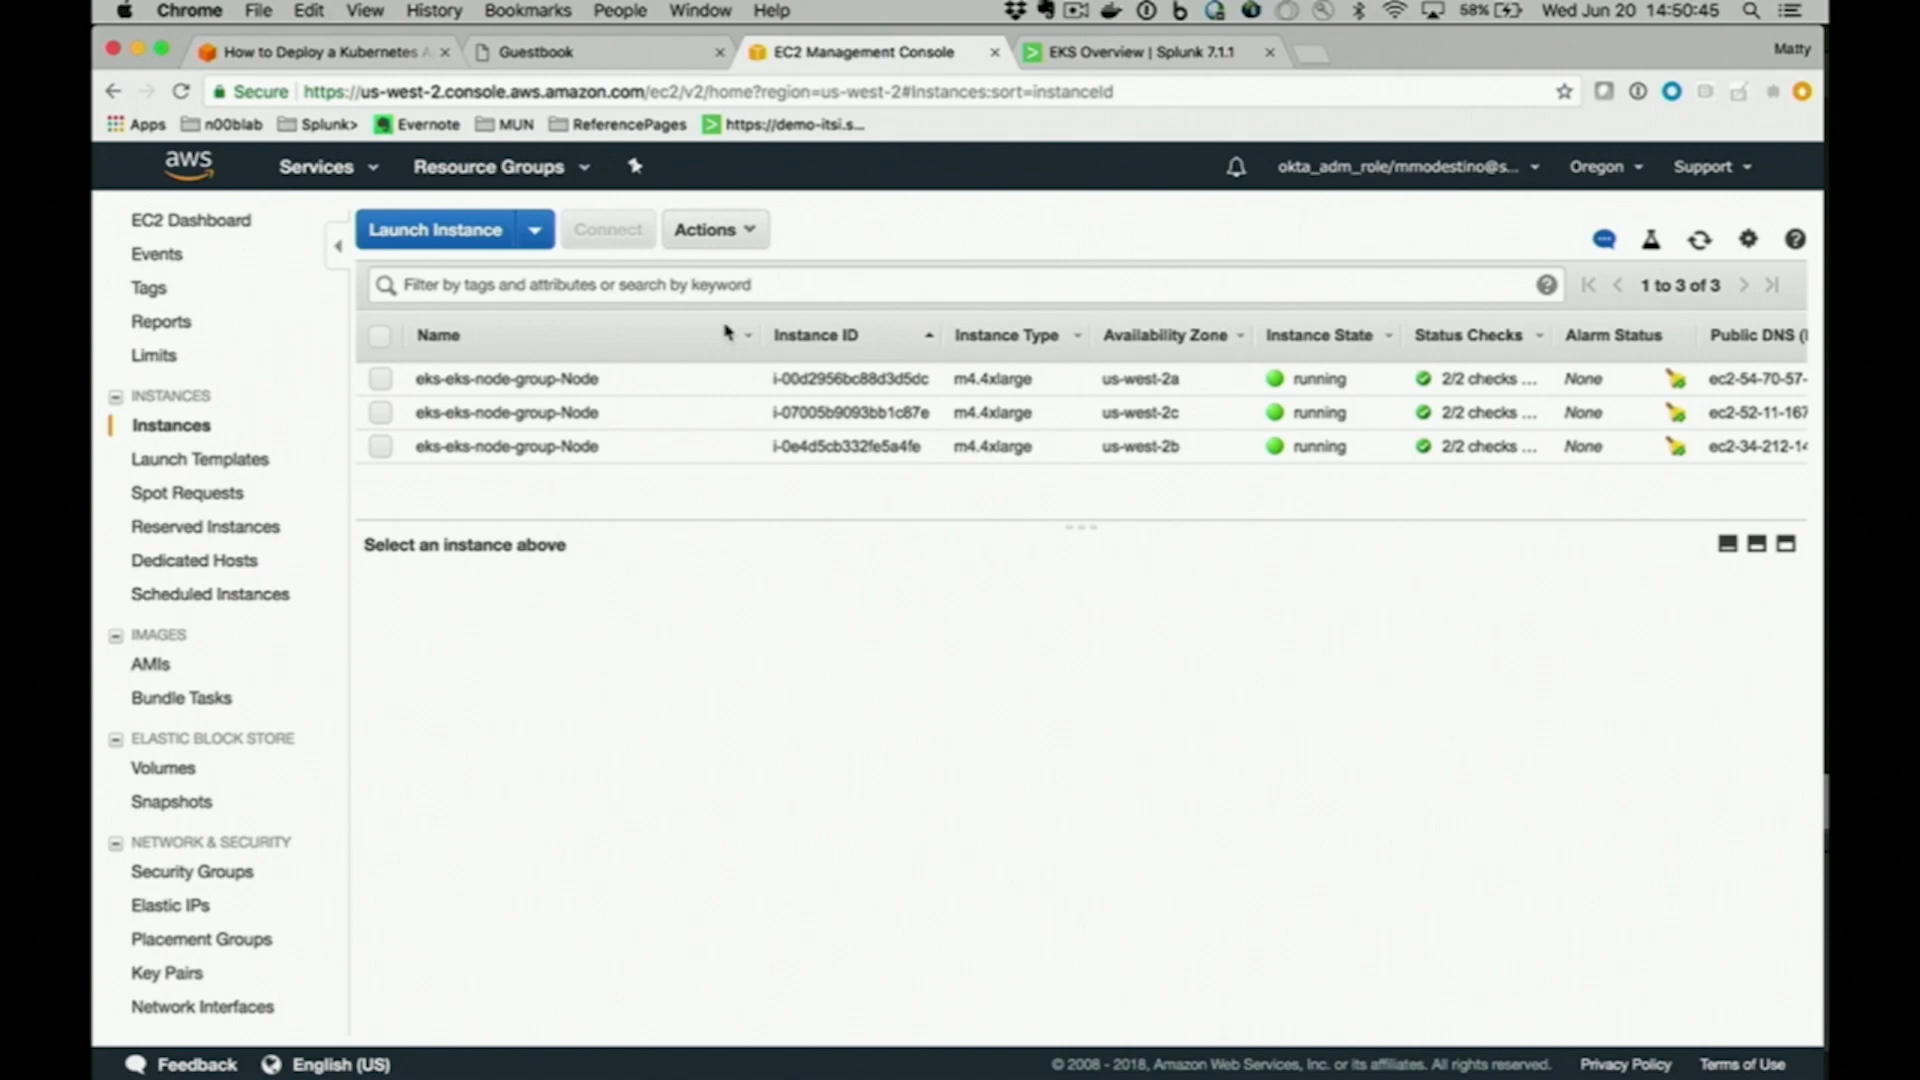 Chrome File Edit View History Bookmarks People Window Help 58% Wed Jun 20 14:50:45
How to Deploy a Kubernetes A Guestbook EC2 Management Console EKS Overview | Splunk 7.1.1 Matty
Secure https://us-west-2.console.aws.amazon.com/ec2/v2/home?region=us-west-2#Instances:sort=instanceId
Apps n00blab Splunk> Evernote MUN ReferencePages https://demo-itsi.s...
aws Services Resource Groups okta_adm_role/mmodestino@s... Oregon Support
EC2 Dashboard
Events
Tags
Reports
Limits
INSTANCES
Instances
Launch Templates
Spot Requests
Reserved Instances
Dedicated Hosts
Scheduled Instances
IMAGES
AMIs
Bundle Tasks
ELASTIC BLOCK STORE
Volumes
Snapshots
NETWORK & SECURITY
Security Groups
Elastic IPs
Placement Groups
Key Pairs
Network Interfaces
Launch Instance Connect Actions
Filter by tags and attributes or search by keyword 1 to 3 of 3
Name Instance ID Instance Type Availability Zone Instance State Status Checks Alarm Status Public DNS (
eks-eks-node-group-Node i-00d2956bc88d3d5dc m4.4xlarge us-west-2a running 2/2 checks ... None ec2-54-70-57-
eks-eks-node-group-Node i-07005b9093bb1c87e m4.4xlarge us-west-2c running 2/2 checks ... None ec2-52-11-167
eks-eks-node-group-Node i-0e4d5cb332fe5a4fe m4.4xlarge us-west-2b running 2/2 checks ... None ec2-34-212-14
Select an instance above
Feedback English (US) © 2008 - 2018, Amazon Web Services, Inc. or its affiliates. All rights reserved. Privacy Policy Terms of Use